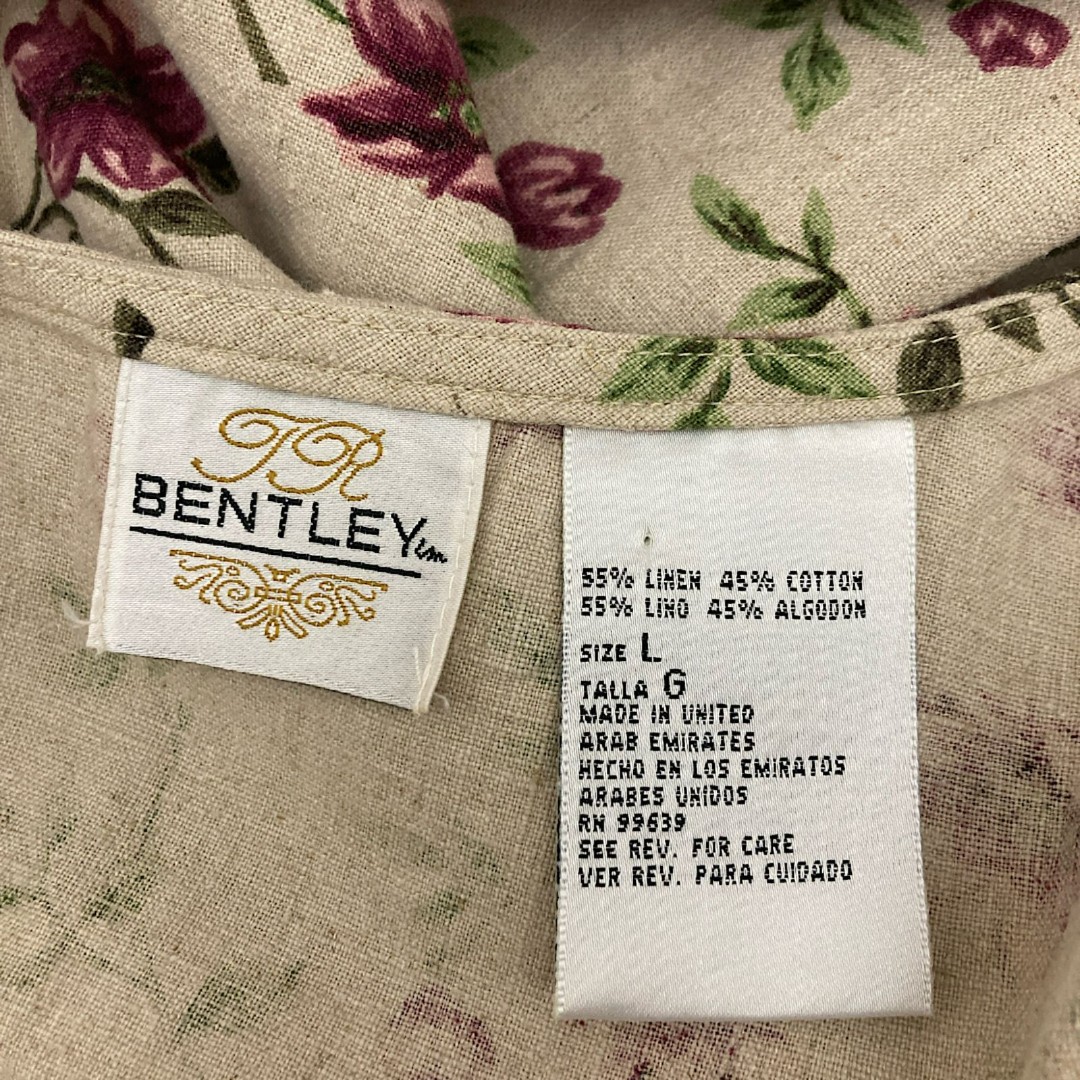 JR
BENTLEY
55% LINEN 45% COTTON
55% LINO 45% ALGODON
SIZE L
TALLA G
MADE IN UNITED
ARAB EMIRATES
HECHO EN LOS EMIRATOS
ARABES UNIDOS
RN 99639
SEE REV. FOR CARE
VER REV. PARA CUIDADO